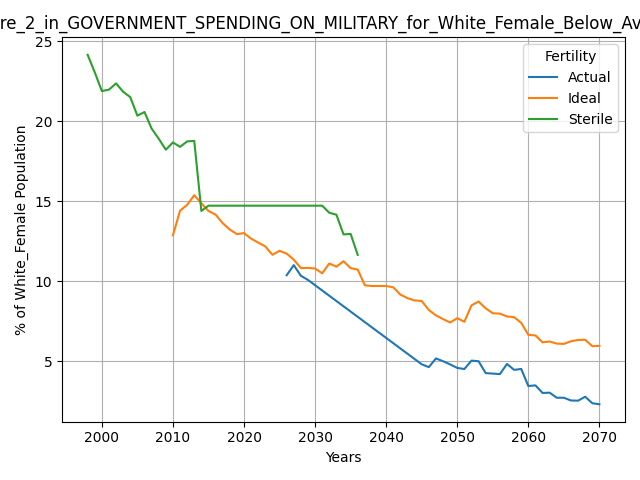 re_2_in_GOVERNMENT_SPENDING_ON_MILITARY_for_White_Female_Below_Av
25
20
15
10
5
% of White_Female Population
Fertility
Actual
Ideal
Sterile
2000 2010 2020 2030 2040 2050 2060 2070
Years